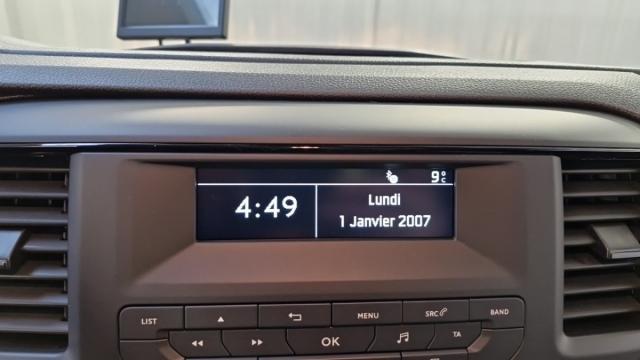 9°C
4:49
Lundi
1 Janvier 2007
LIST
MENU
SRC
BAND
OK
TA